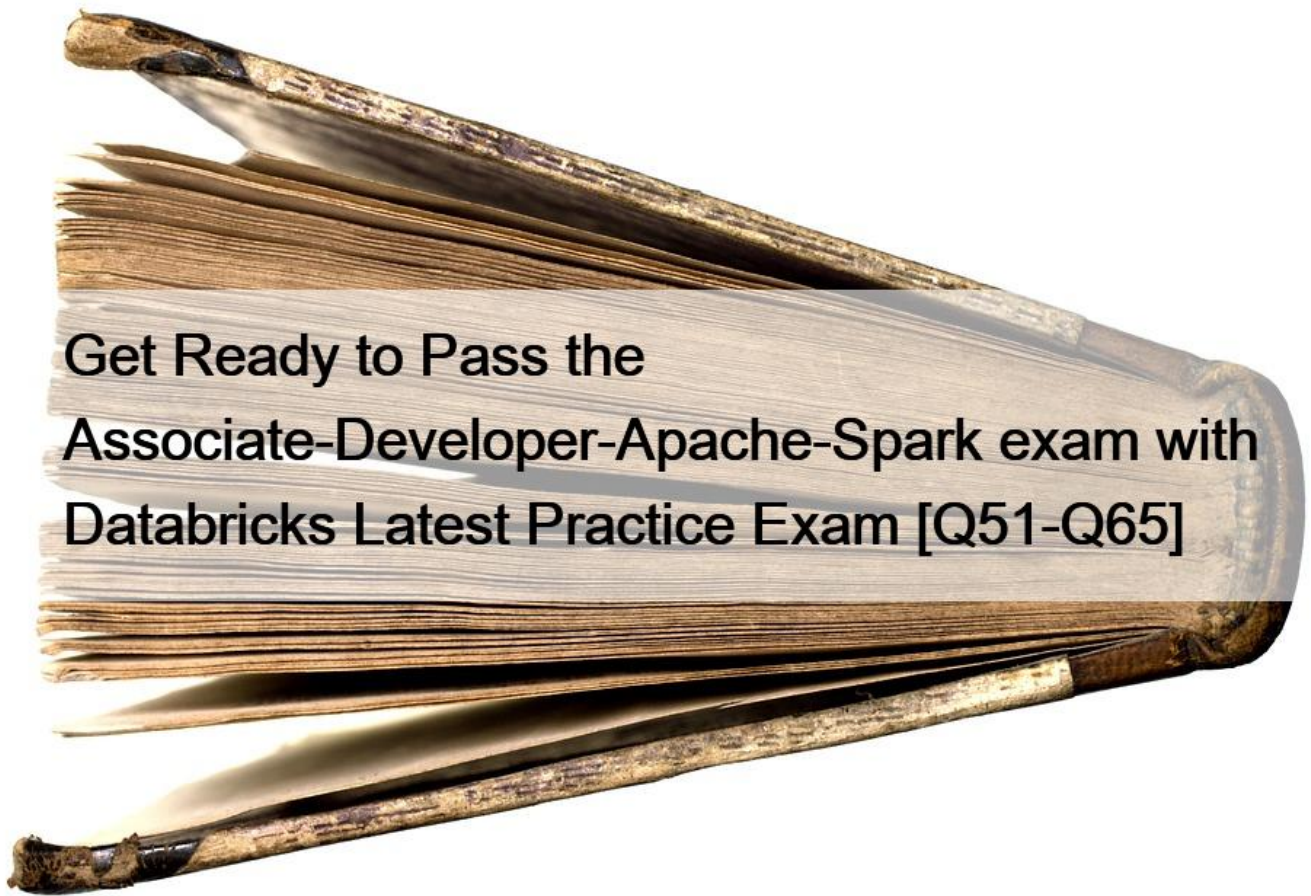 Get Ready to Pass the
Associate-Developer-Apache-Spark exam with
Databricks Latest Practice Exam [Q51-Q65]